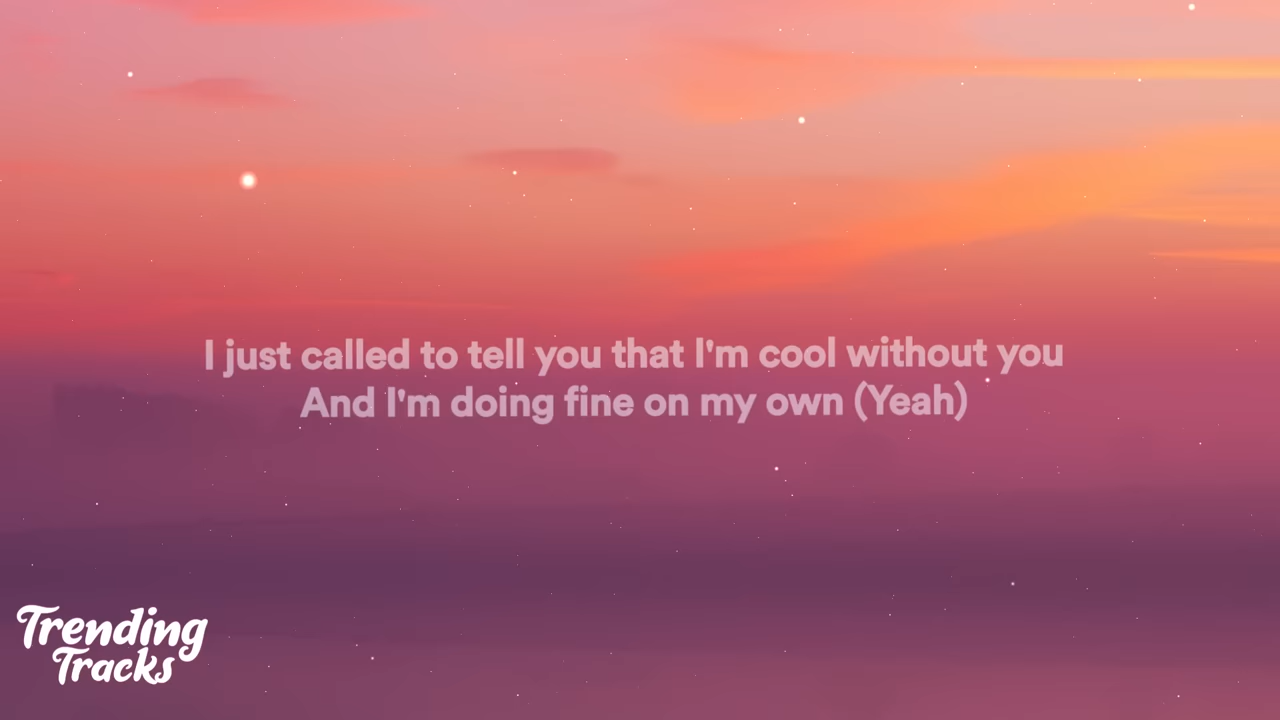 I just called to tell you that I'm cool without you
And I'm doing fine on my own (Yeah)
Trending
Tracks